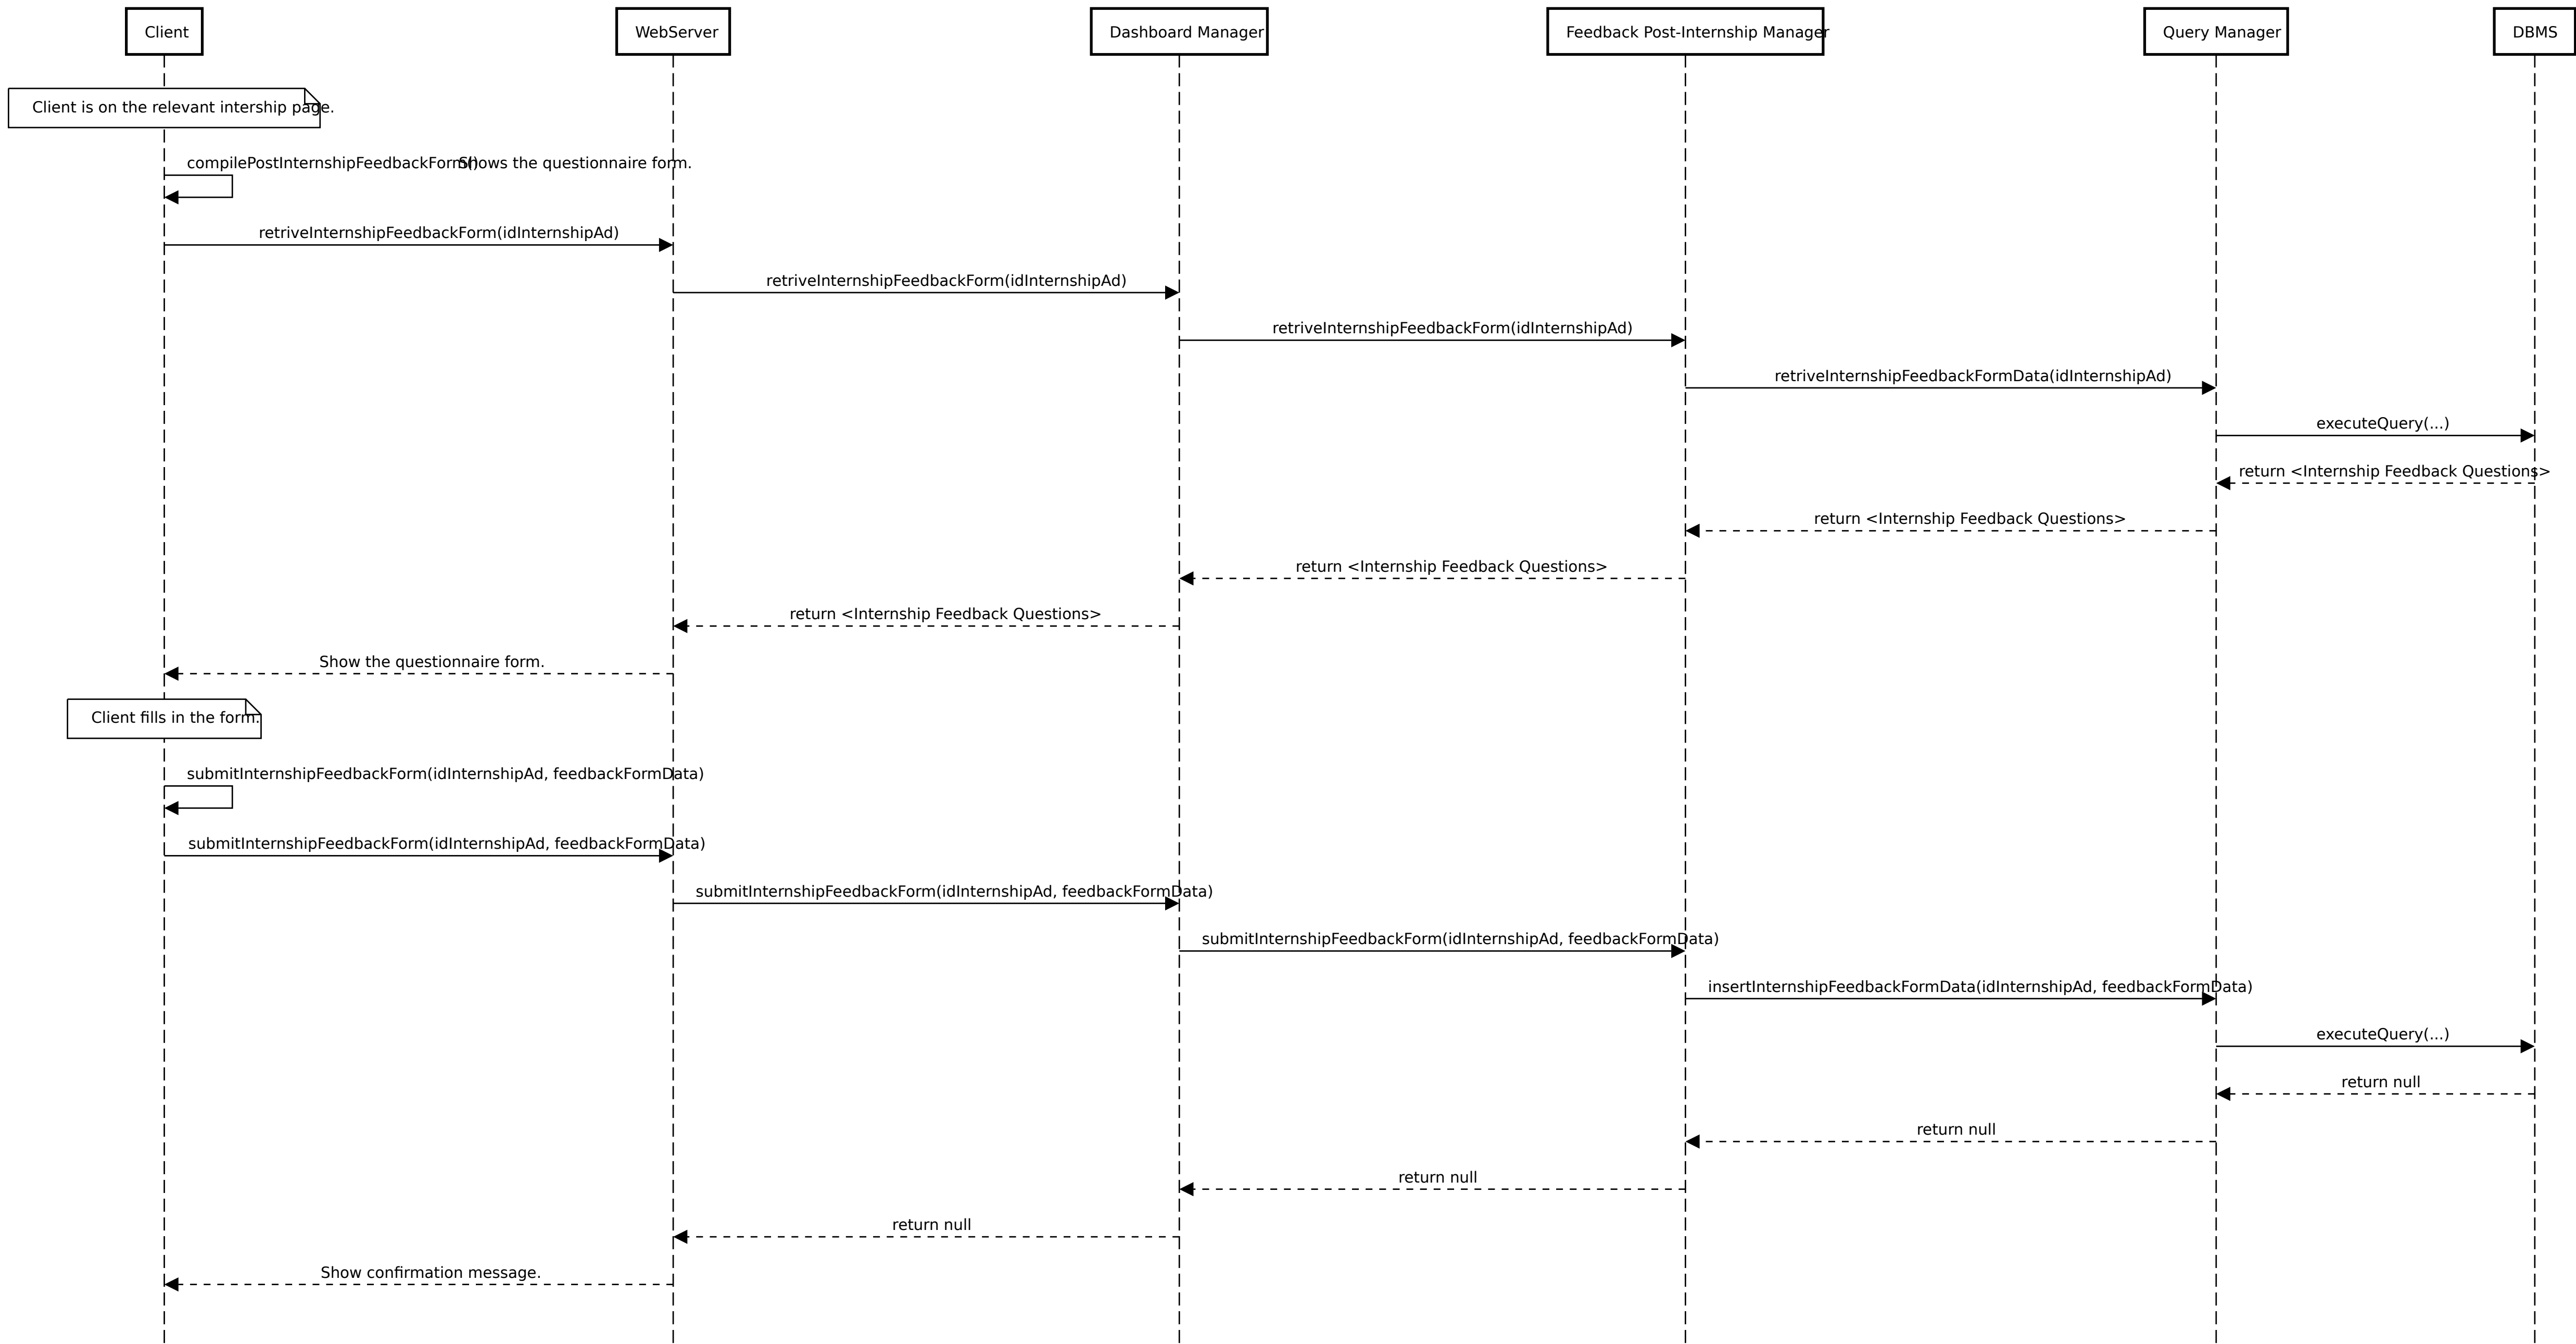 Client
WebServer
Dashboard Manager
Feedback Post-Internship Manager
Query Manager
DBMS
Client is on the relevant intership page.
compilePostInternshipFeedbackForm()
Shows the questionnaire form.
retriveInternshipFeedbackForm(idInternshipAd)
retriveInternshipFeedbackForm(idInternshipAd)
retriveInternshipFeedbackForm(idInternshipAd)
retriveInternshipFeedbackFormData(idInternshipAd)
executeQuery(...)
return <Internship Feedback Questions>
return <Internship Feedback Questions>
return <Internship Feedback Questions>
return <Internship Feedback Questions>
Show the questionnaire form.
Client fills in the form.
submitInternshipFeedbackForm(idInternshipAd, feedbackFormData)
submitInternshipFeedbackForm(idInternshipAd, feedbackFormData)
submitInternshipFeedbackForm(idInternshipAd, feedbackFormData)
submitInternshipFeedbackForm(idInternshipAd, feedbackFormData)
insertInternshipFeedbackFormData(idInternshipAd, feedbackFormData)
executeQuery(...)
return null
return null
return null
return null
Show confirmation message.